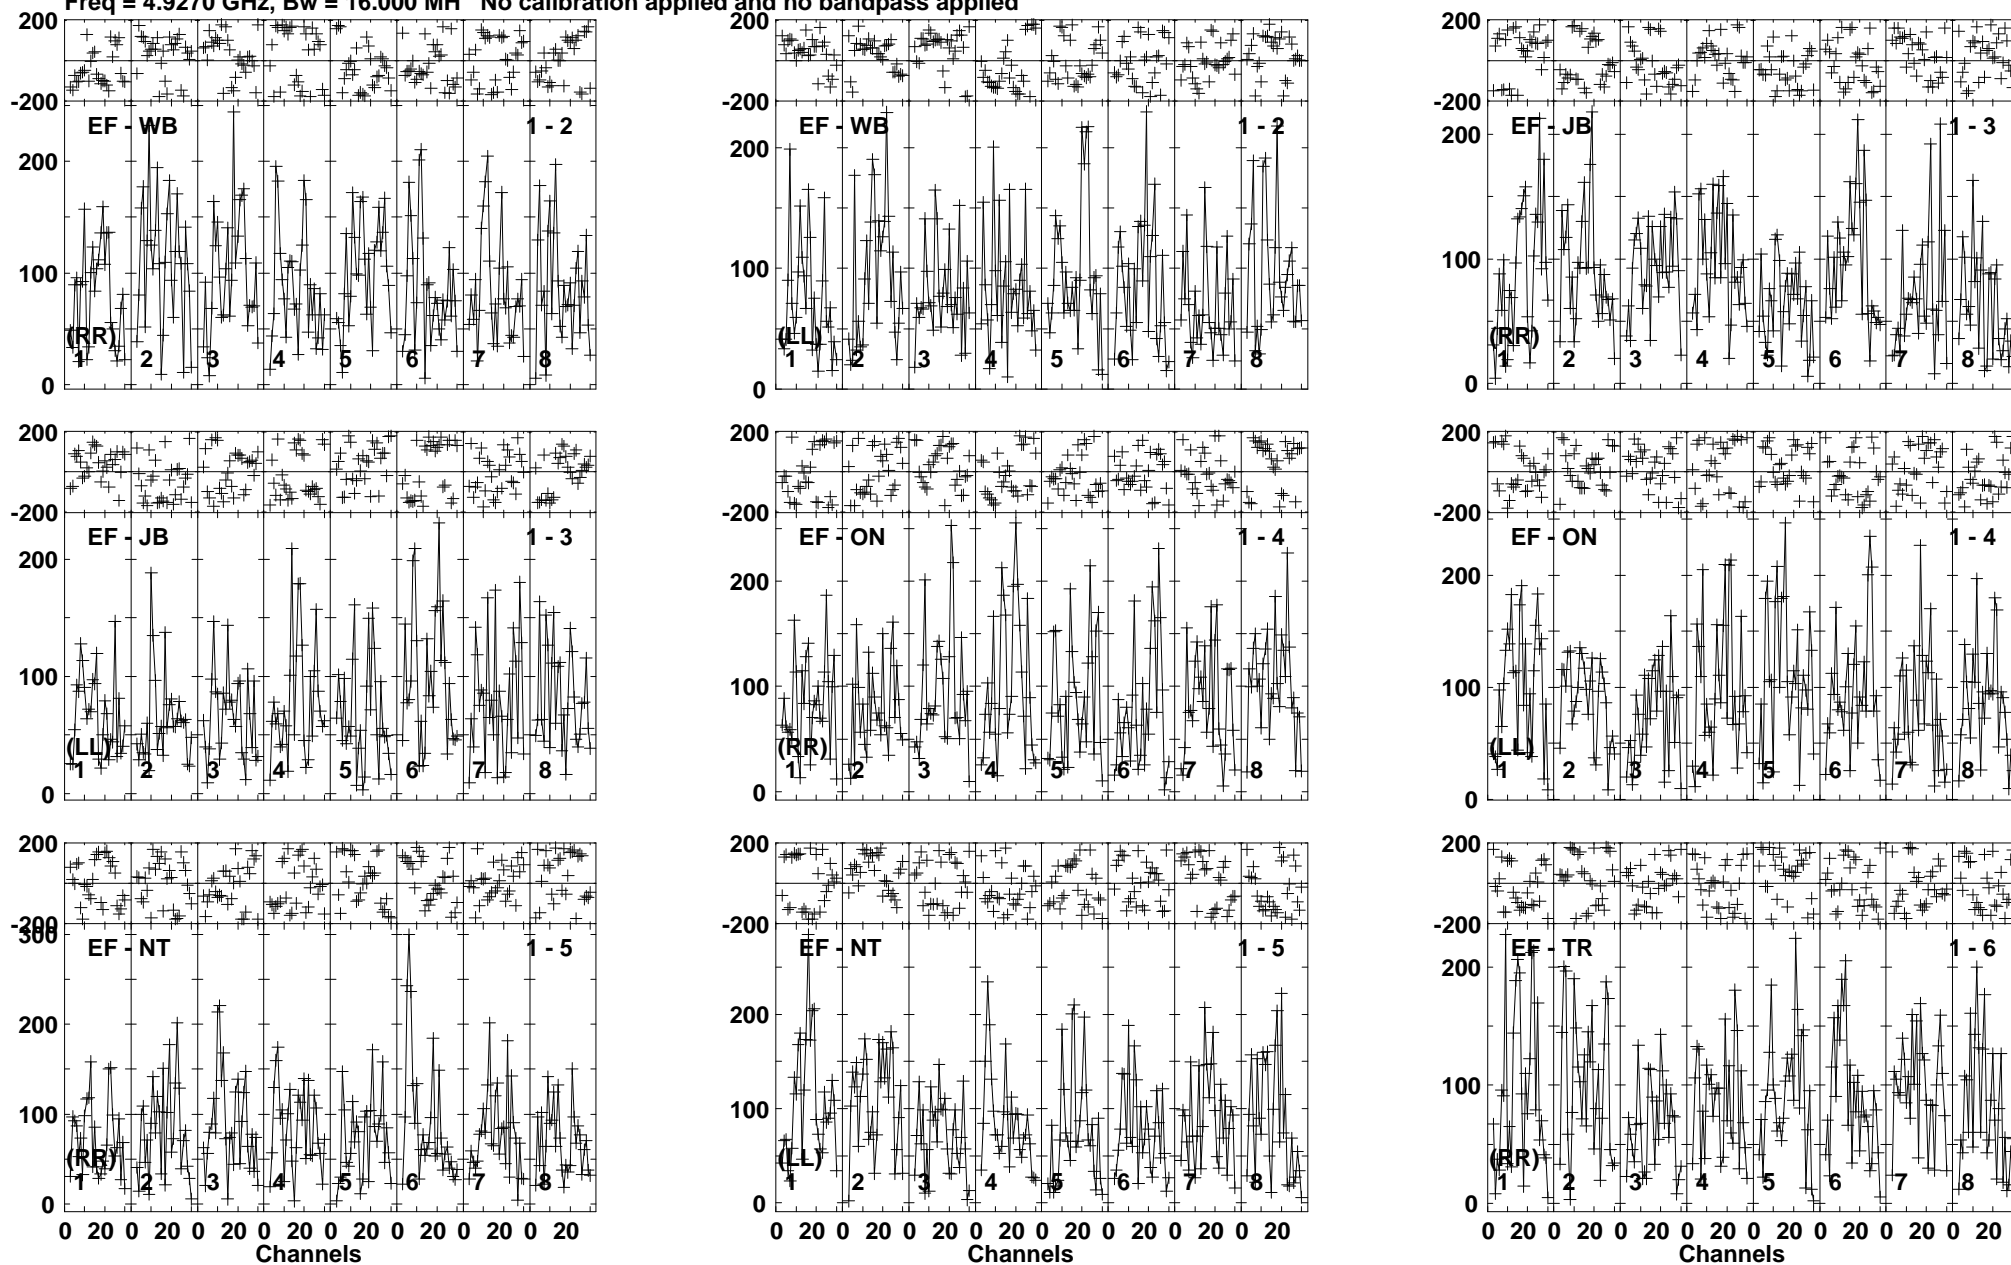 Freq = 4.9270 GHz, Bw = 16.000 MH No calibration applied and no bandpass applied
200 200 200
-200 -200 -200
EF - WB 1 - 2 EF - WB 1 - 2 EF - JB 1 - 3
200 200 200
100 100 100
(RR) (LL) (RR)
1 2 3 4 5 6 7 8 1 2 3 4 5 6 7 8 1 2 3 4 5 6 7 8
0 0 0
200 200 200
-200 -200 -200
EF - JB 1 - 3 EF - ON 1 - 4 EF - ON 1 - 4
200 200 200
100 100 100
(LL) (RR) (LL)
1 2 3 4 5 6 7 8 1 2 3 4 5 6 7 8 1 2 3 4 5 6 7 8
0 0 0
200 200 200
-200 -200 -200
300
EF - NT 1 - 5 EF - NT 1 - 5 EF - TR 1 - 6
200 200 200
100 100 100
(RR) (LL) (RR)
1 2 3 4 5 6 7 8 1 2 3 4 5 6 7 8 1 2 3 4 5 6 7 8
0 0 0
0 20 0 20 0 20 0 20 0 20 0 20 0 20 0 20 0 20 0 20 0 20 0 20 0 20 0 20 0 20 0 20 0 20 0 20 0 20 0 20 0 20 0 20 0 20 0 20
Channels Channels Channels